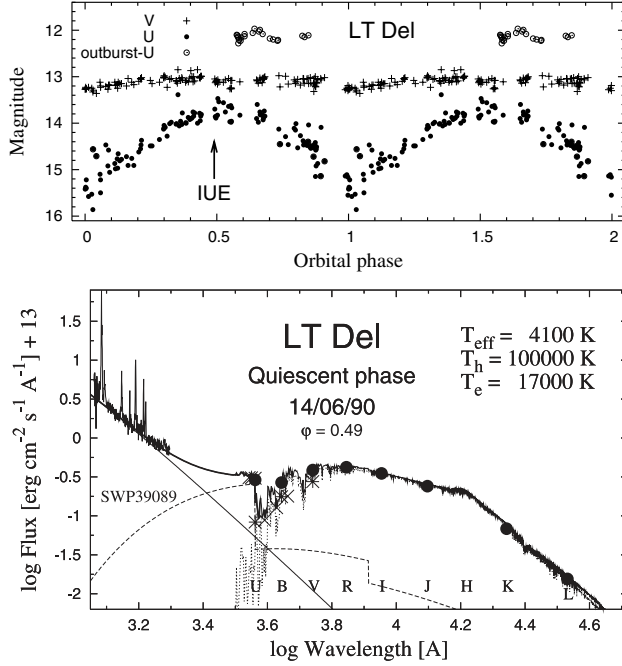 V
U
outburst-U
LT Del
12
13
14
15
16
Magnitude
IUE
0 0.5 1 1.5 2
Orbital phase
LT Del
Quiescent phase
14/06/90
φ = 0.49
T_eff = 4100 K
T_h = 100000 K
T_e = 17000 K
1.5
1
0.5
0
-0.5
-1
-1.5
-2
log Flux [erg cm⁻² s⁻¹ A⁻¹] + 13
SWP39089
U B V R I J H K L
3.2 3.4 3.6 3.8 4 4.2 4.4 4.6
log Wavelength [A]